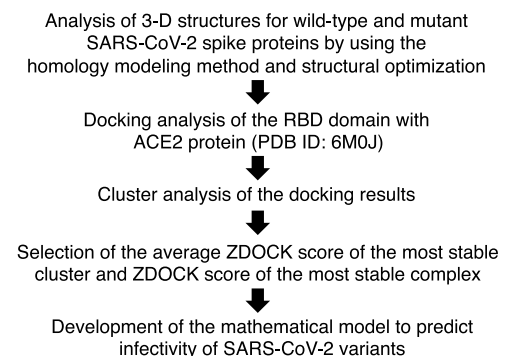 Analysis of 3-D structures for wild-type and mutant
SARS-CoV-2 spike proteins by using the
homology modeling method and structural optimization
Docking analysis of the RBD domain with
ACE2 protein (PDB ID: 6M0J)
Cluster analysis of the docking results
Selection of the average ZDOCK score of the most stable
cluster and ZDOCK score of the most stable complex
Development of the mathematical model to predict
infectivity of SARS-CoV-2 variants